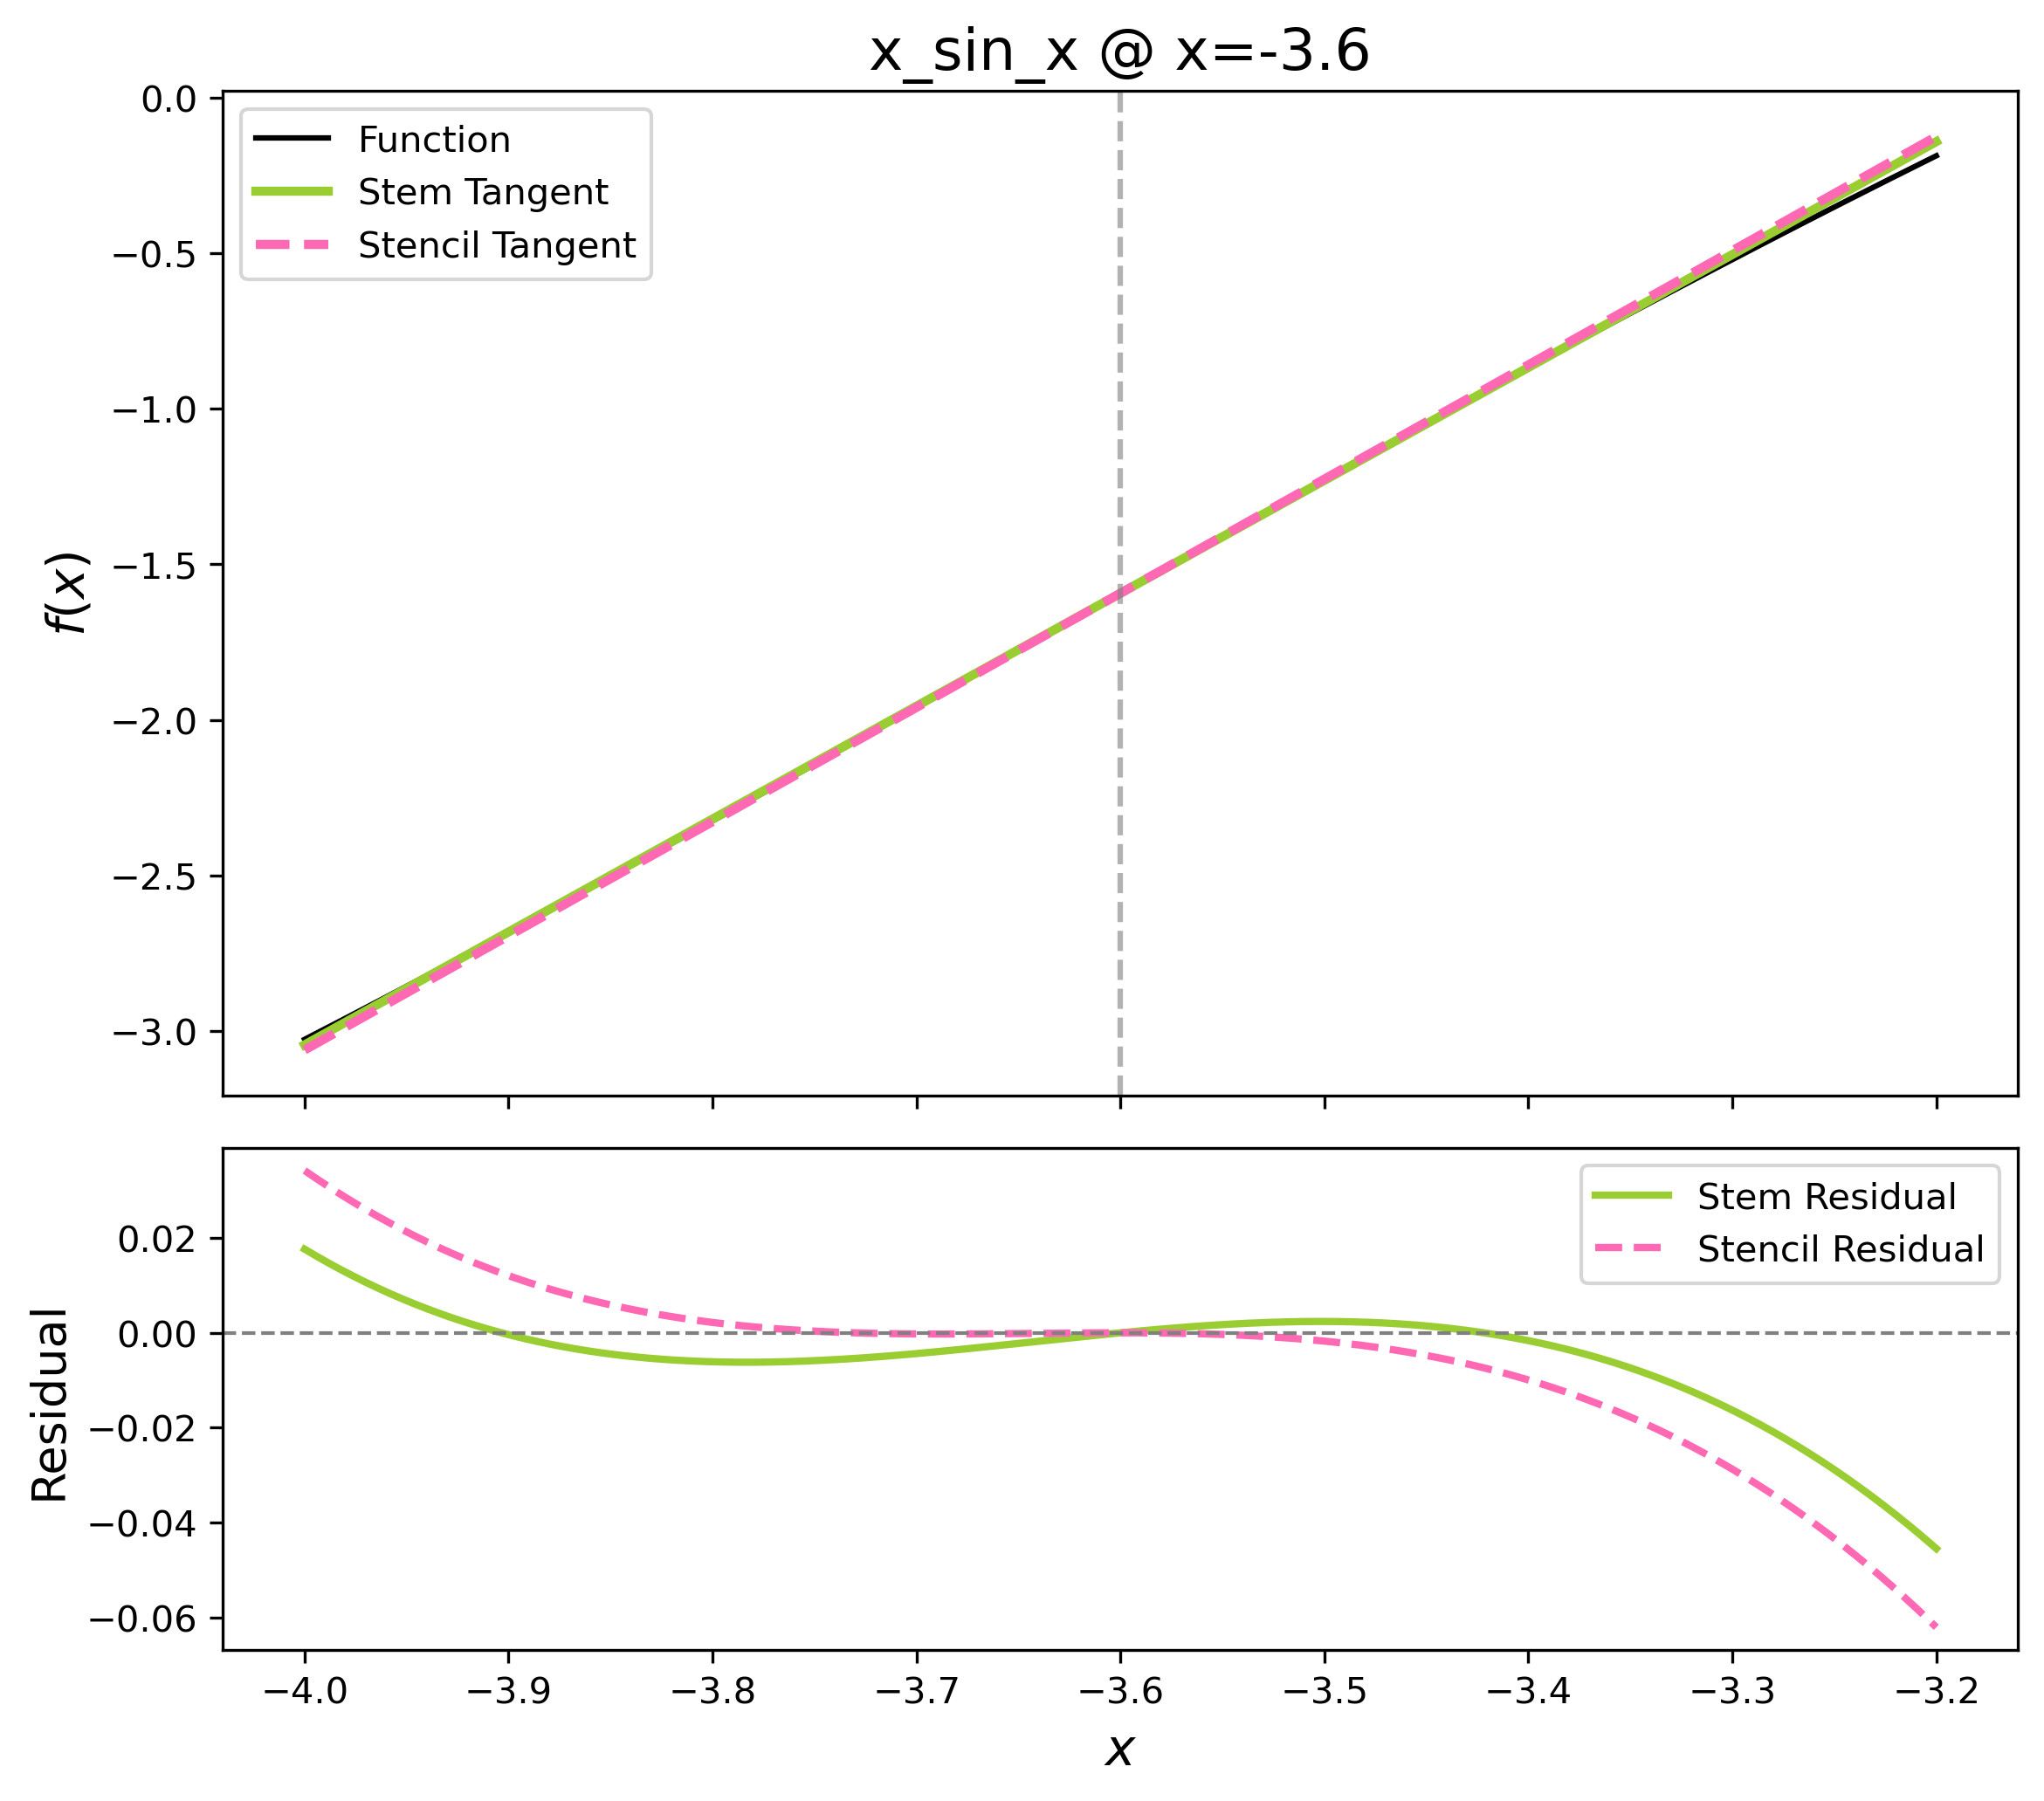 x_sin_x @ x=-3.6
Function
Stem Tangent
Stencil Tangent
0.0
−0.5
−1.0
−1.5
−2.0
−2.5
−3.0
f(x)
Stem Residual
Stencil Residual
0.02
0.00
−0.02
−0.04
−0.06
Residual
−4.0 −3.9 −3.8 −3.7 −3.6 −3.5 −3.4 −3.3 −3.2
x